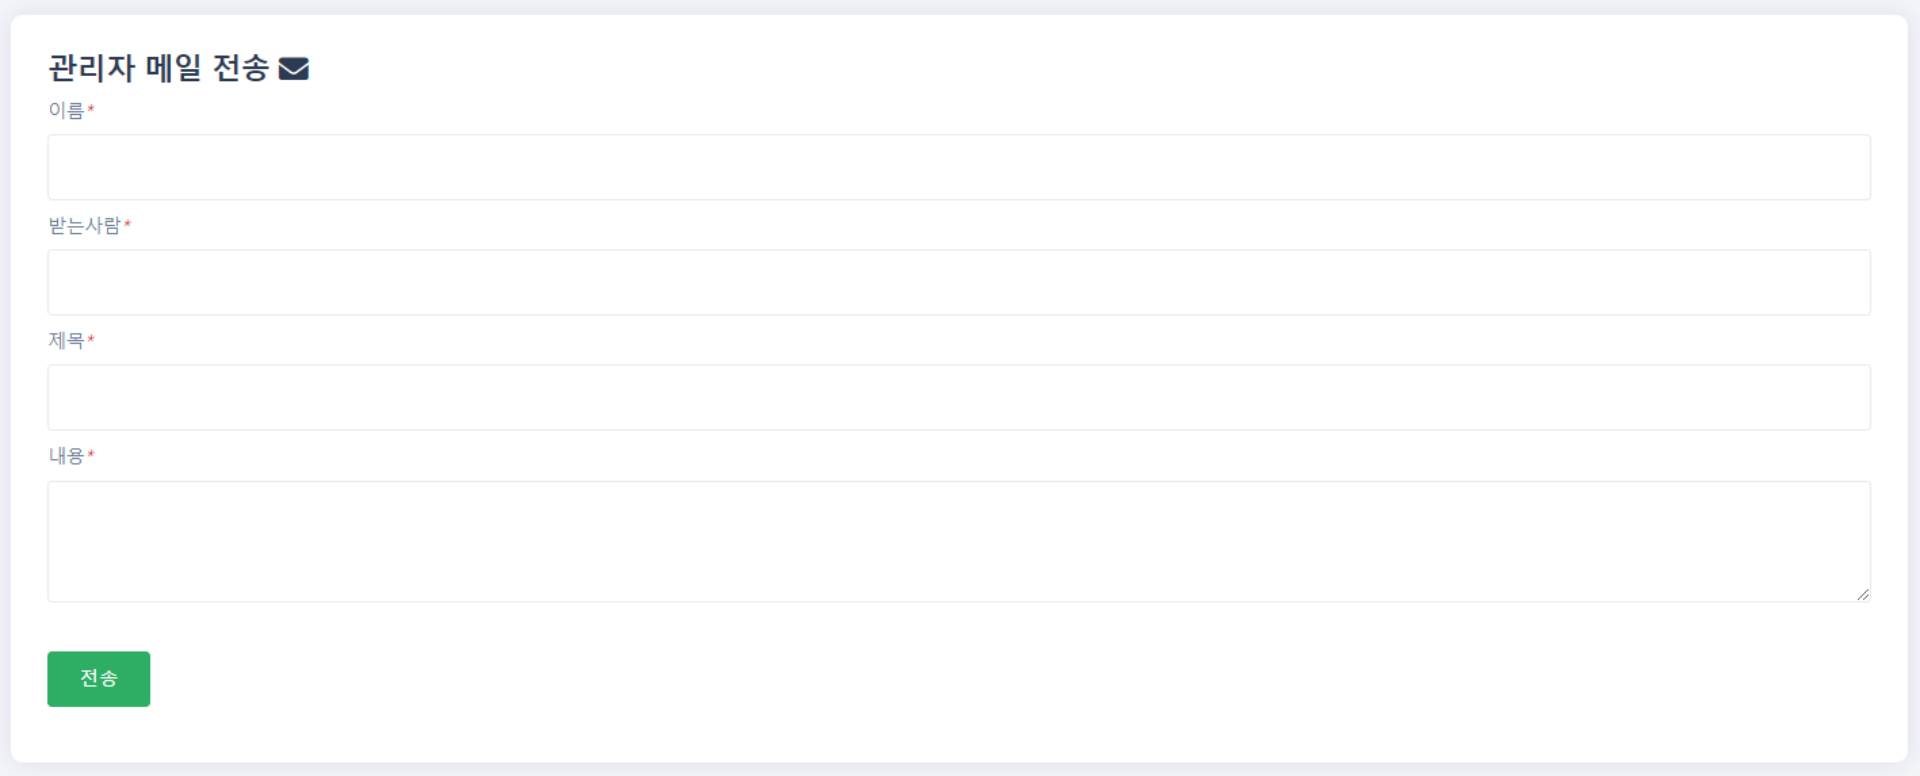 관리자 메일 전송
이름*
받는사람*
제목*
내용*
전송